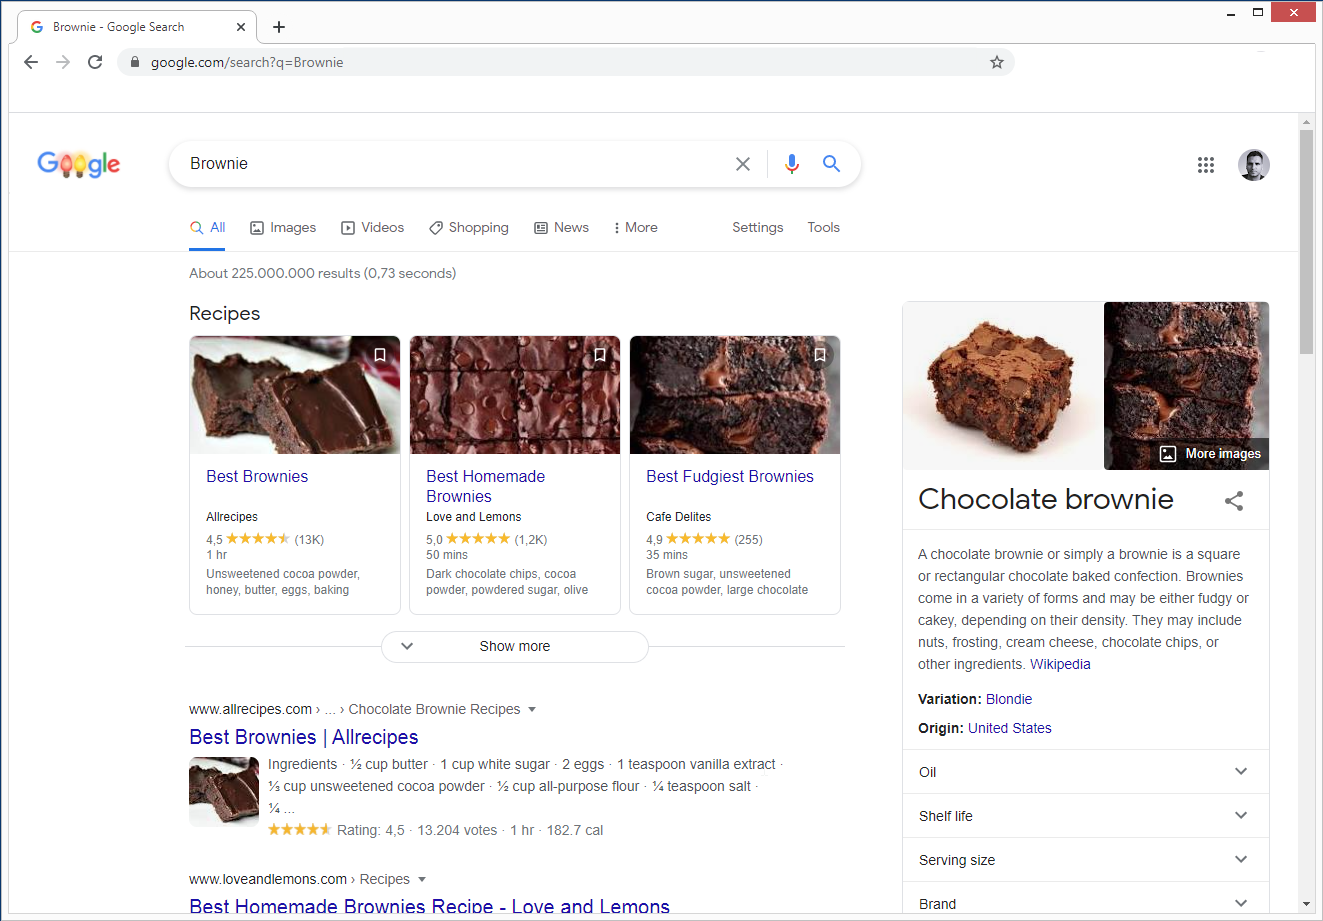 Brownie - Google Search
google.com/search?q=Brownie
Google
Brownie
All Images Videos Shopping News More Settings Tools
About 225.000.000 results (0,73 seconds)
Recipes
Best Brownies
Allrecipes
4,5 (13K)
1 hr
Unsweetened cocoa powder,
honey, butter, eggs, baking
Best Homemade
Brownies
Love and Lemons
5,0 (1,2K)
50 mins
Dark chocolate chips, cocoa
powder, powdered sugar, olive
Best Fudgiest Brownies
Cafe Delites
4,9 (255)
35 mins
Brown sugar, unsweetened
cocoa powder, large chocolate
Show more
www.allrecipes.com › ... › Chocolate Brownie Recipes
Best Brownies | Allrecipes
Ingredients · ½ cup butter · 1 cup white sugar · 2 eggs · 1 teaspoon vanilla extract ·
⅓ cup unsweetened cocoa powder · ½ cup all-purpose flour · ¼ teaspoon salt ·
¼ ...
Rating: 4,5 · 13.204 votes · 1 hr · 182.7 cal
www.loveandlemons.com › Recipes
Best Homemade Brownies Recipe - Love and Lemons
More images
Chocolate brownie
A chocolate brownie or simply a brownie is a square
or rectangular chocolate baked confection. Brownies
come in a variety of forms and may be either fudgy or
cakey, depending on their density. They may include
nuts, frosting, cream cheese, chocolate chips, or
other ingredients. Wikipedia
Variation: Blondie
Origin: United States
Oil
Shelf life
Serving size
Brand